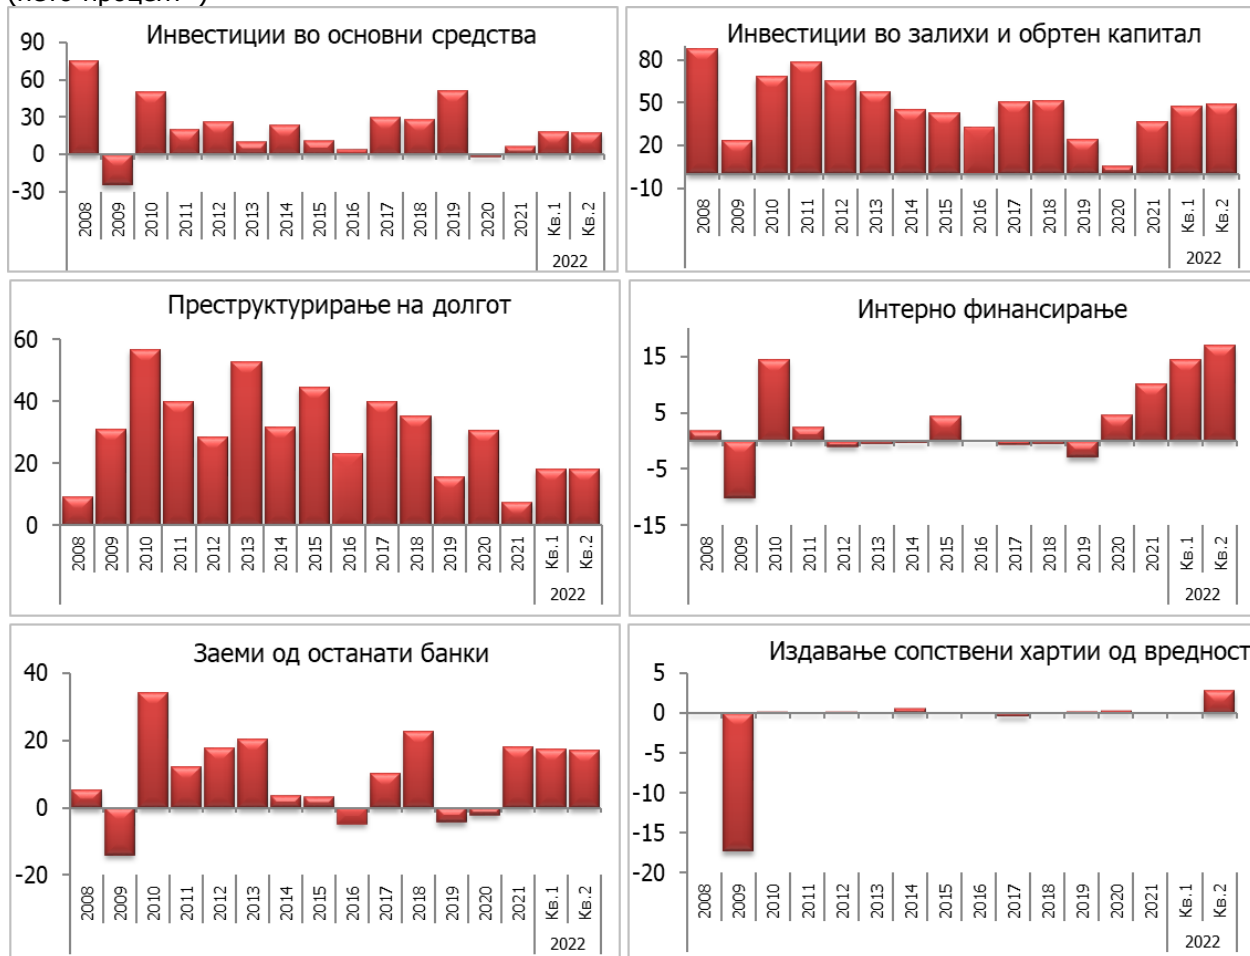 Инвестиции во основни средства
90
60
30
0
-30
2008 2009 2010 2011 2012 2013 2014 2015 2016 2017 2018 2019 2020 2021 Кв.1 Кв.2
2022
Инвестиции во залихи и обртен капитал
80
50
20
-10
2008 2009 2010 2011 2012 2013 2014 2015 2016 2017 2018 2019 2020 2021 Кв.1 Кв.2
2022
Преструктурирање на долгот
60
40
20
0
2008 2009 2010 2011 2012 2013 2014 2015 2016 2017 2018 2019 2020 2021 Кв.1 Кв.2
2022
Интерно финансирање
15
5
-5
-15
2008 2009 2010 2011 2012 2013 2014 2015 2016 2017 2018 2019 2020 2021 Кв.1 Кв.2
2022
Заеми од останати банки
40
20
0
-20
2008 2009 2010 2011 2012 2013 2014 2015 2016 2017 2018 2019 2020 2021 Кв.1 Кв.2
2022
Издавање сопствени хартии од вредност
5
0
-5
-10
-15
-20
2008 2009 2010 2011 2012 2013 2014 2015 2016 2017 2018 2019 2020 2021 Кв.1 Кв.2
2022